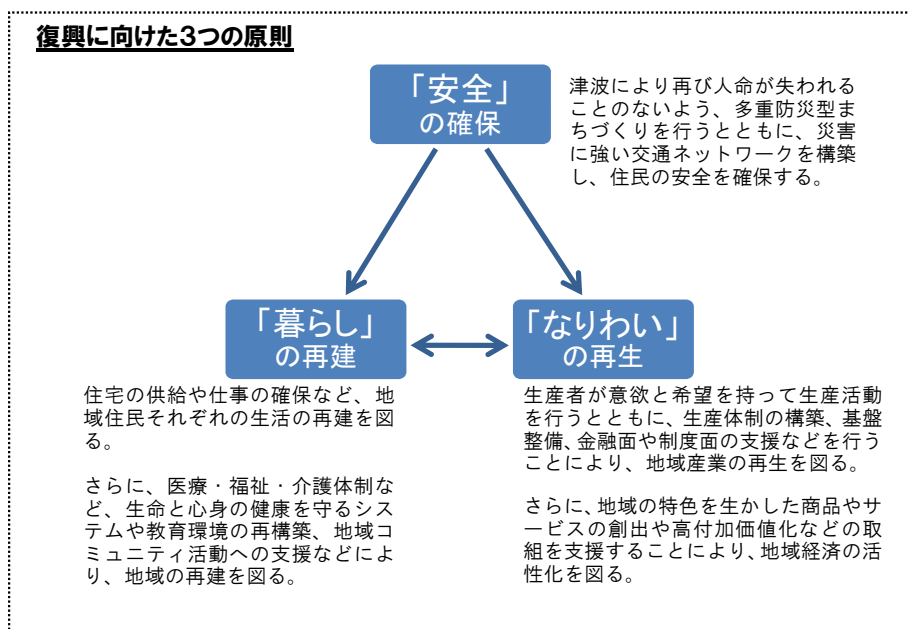 復興に向けた3つの原則
「安全」
の確保
津波により再び人命が失われる
ことのないよう、多重防災型ま
ちづくりを行うとともに、災害
に強い交通ネットワークを構築
し、住民の安全を確保する。
「暮らし」
の再建
「なりわい」
の再生
住宅の供給や仕事の確保など、地
域住民それぞれの生活の再建を図
る。
さらに、医療・福祉・介護体制な
ど、生命と心身の健康を守るシ
ステムや教育環境の再構築、地域コ
ミュニティ活動への支援などによ
り、地域の再建を図る。
生産者が意欲と希望を持って生産活動
を行うとともに、生産体制の構築、基盤
整備、金融面や制度面の支援などを行う
ことにより、地域産業の再生を図る。
さらに、地域の特色を生かした商品やサ
ービスの創出や高付加価値化などの取
組を支援することにより、地域経済の活
性化を図る。